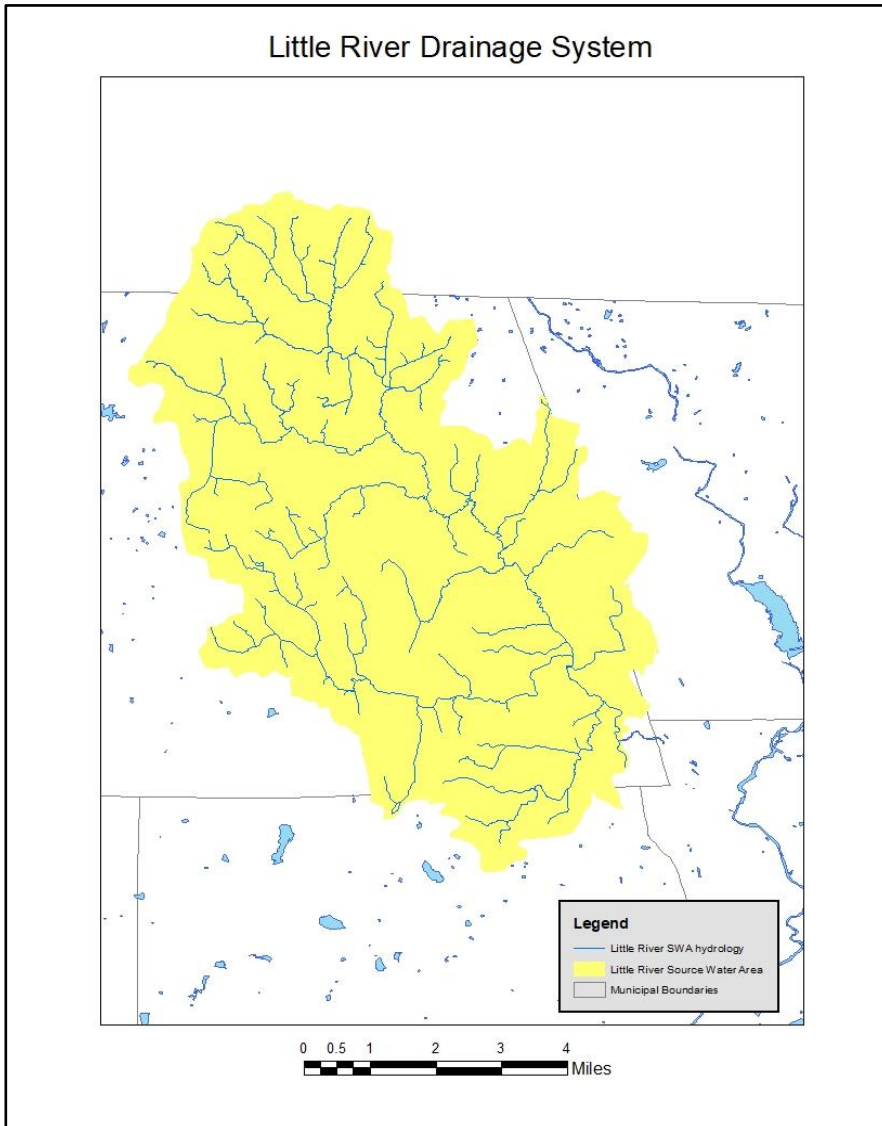 Little River Drainage System
Legend
Little River SWA hydrology
Little River Source Water Area
Municipal Boundaries
0 0.5 1 2 3 4
Miles